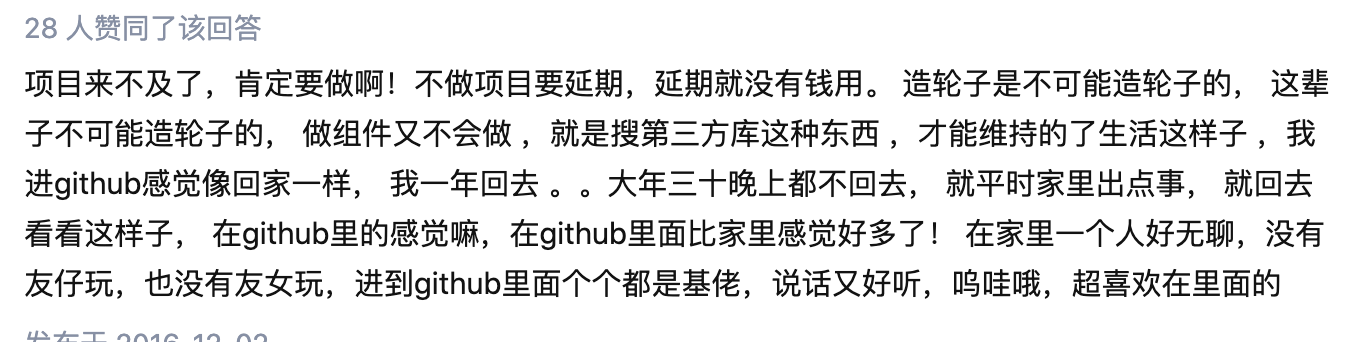 28 人赞同了该回答
项目来不及了，肯定要做啊！不做项目要延期，延期就没有钱用。 造轮子是不可能造轮子的， 这辈
子不可能造轮子的， 做组件又不会做 ，就是搜第三方库这种东西 ，才能维持的了生活这样子 ，我
进github感觉像回家一样， 我一年回去 。。大年三十晚上都不回去， 就平时家里出点事， 就回去
看看这样子， 在github里的感觉嘛，在github里面比家里感觉好多了！ 在家里一个人好无聊，没有
友仔玩，也没有友女玩，进到github里面个个都是基佬，说话又好听，呜哇哦，超喜欢在里面的
发布于 2016-12-02